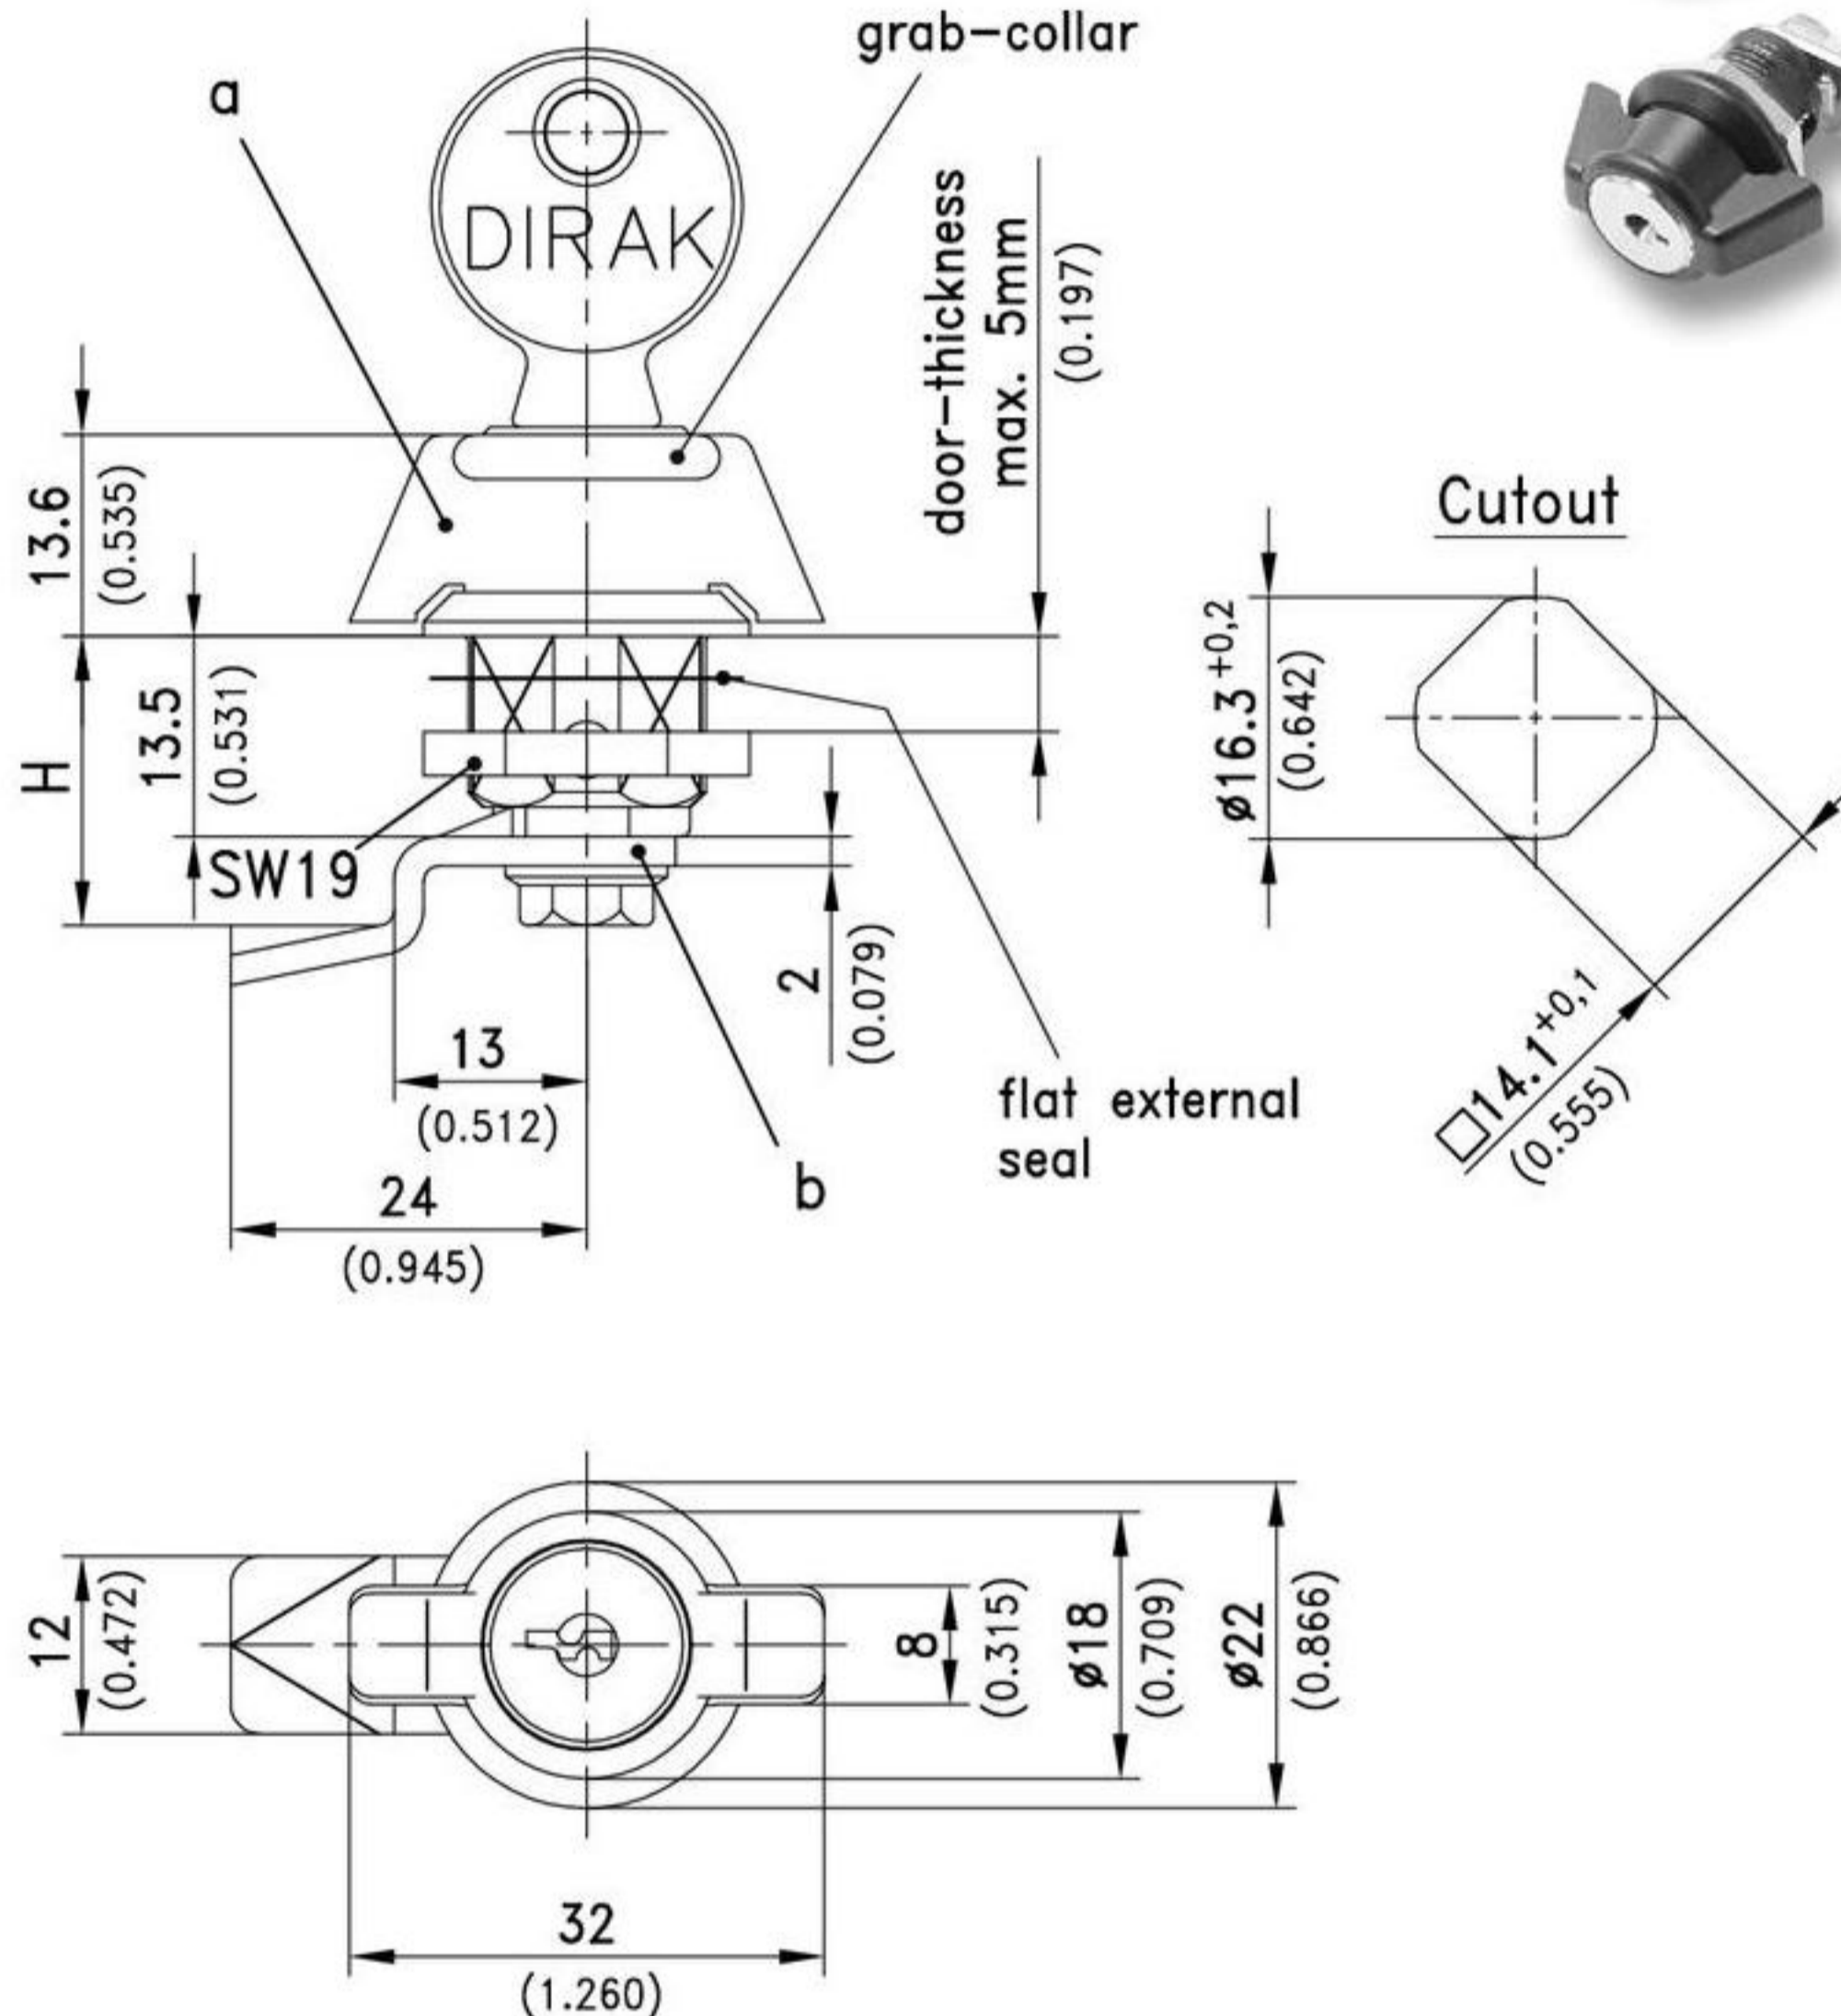 grab-collar
a
DIRAK
door-thickness
max. 5mm
(0.197)
13.6
(0.535)
Cutout
ø16.3+0,2
(0.642)
13.5
(0.531)
H
SW19
2
(0.079)
13
(0.512)
flat external
seal
□14.1+0,1
(0.555)
b
24
(0.945)
12
(0.472)
8
(0.315)
ø18
(0.709)
ø22
(0.866)
32
(1.260)